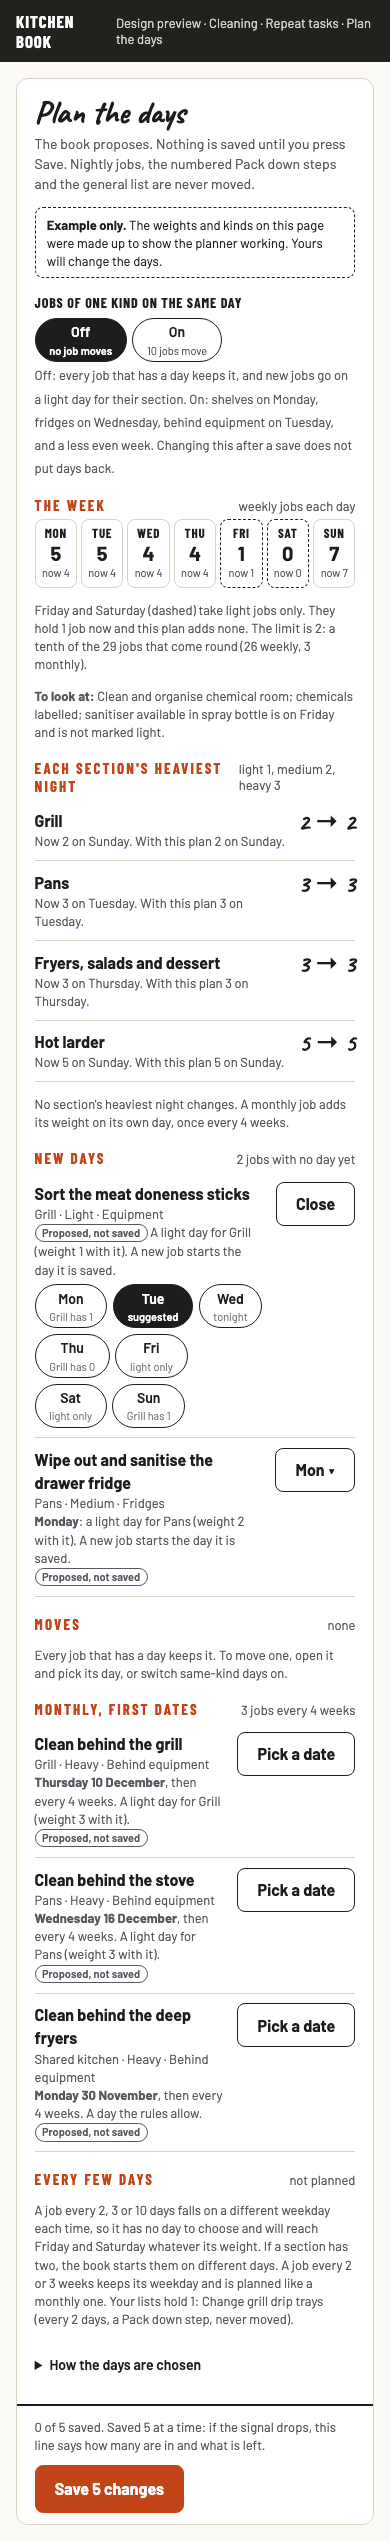 KITCHEN
BOOK
Design preview · Cleaning · Repeat tasks · Plan
the days
Plan the days
The book proposes. Nothing is saved until you press
Save. Nightly jobs, the numbered Pack down steps
and the general list are never moved.
Example only. The weights and kinds on this page
were made up to show the planner working. Yours
will change the days.
JOBS OF ONE KIND ON THE SAME DAY
Off
no job moves
On
10 jobs move
Off: every job that has a day keeps it, and new jobs go on
a light day for their section. On: shelves on Monday,
fridges on Wednesday, behind equipment on Tuesday,
and a less even week. Changing this after a save does not
put days back.
THE WEEK
weekly jobs each day
MON TUE WED THU FRI SAT SUN
5 5 4 4 1 0 7
now 4 now 4 now 4 now 4 now 1 now 0 now 7
Friday and Saturday (dashed) take light jobs only. They
hold 1 job now and this plan adds none. The limit is 2: a
tenth of the 29 jobs that come round (26 weekly, 3
monthly).
To look at: Clean and organise chemical room; chemicals
labelled; sanitiser available in spray bottle is on Friday
and is not marked light.
EACH SECTION'S HEAVIEST
NIGHT
light 1, medium 2,
heavy 3
Grill
2 → 2
Now 2 on Sunday. With this plan 2 on Sunday.
Pans
3 → 3
Now 3 on Tuesday. With this plan 3 on
Tuesday.
Fryers, salads and dessert
3 → 3
Now 3 on Thursday. With this plan 3 on
Thursday.
Hot larder
5 → 5
Now 5 on Sunday. With this plan 5 on Sunday.
No section's heaviest night changes. A monthly job adds
its weight on its own day, once every 4 weeks.
NEW DAYS
2 jobs with no day yet
Sort the meat doneness sticks
Close
Grill · Light · Equipment
Proposed, not saved A light day for Grill
(weight 1 with it). A new job starts the
day it is saved.
Mon
Grill has 1
Tue
suggested
Wed
tonight
Thu
Grill has 0
Fri
light only
Sat
light only
Sun
Grill has 1
Wipe out and sanitise the
drawer fridge
Mon ▾
Pans · Medium · Fridges
Monday: a light day for Pans (weight 2
with it). A new job starts the day it is
saved.
Proposed, not saved
MOVES
none
Every job that has a day keeps it. To move one, open it
and pick its day, or switch same-kind days on.
MONTHLY, FIRST DATES
3 jobs every 4 weeks
Clean behind the grill
Pick a date
Grill · Heavy · Behind equipment
Thursday 10 December, then
every 4 weeks. A light day for Grill
(weight 3 with it).
Proposed, not saved
Clean behind the stove
Pick a date
Pans · Heavy · Behind equipment
Wednesday 16 December, then
every 4 weeks. A light day for
Pans (weight 3 with it).
Proposed, not saved
Clean behind the deep
fryers
Pick a date
Shared kitchen · Heavy · Behind
equipment
Monday 30 November, then every
4 weeks. A day the rules allow.
Proposed, not saved
EVERY FEW DAYS
not planned
A job every 2, 3 or 10 days falls on a different weekday
each time, so it has no day to choose and will reach
Friday and Saturday whatever its weight. If a section has
two, the book starts them on different days. A job every 2
or 3 weeks keeps its weekday and is planned like a
monthly one. Your lists hold 1: Change grill drip trays
(every 2 days, a Pack down step, never moved).
▶ How the days are chosen
0 of 5 saved. Saved 5 at a time: if the signal drops, this
line says how many are in and what is left.
Save 5 changes